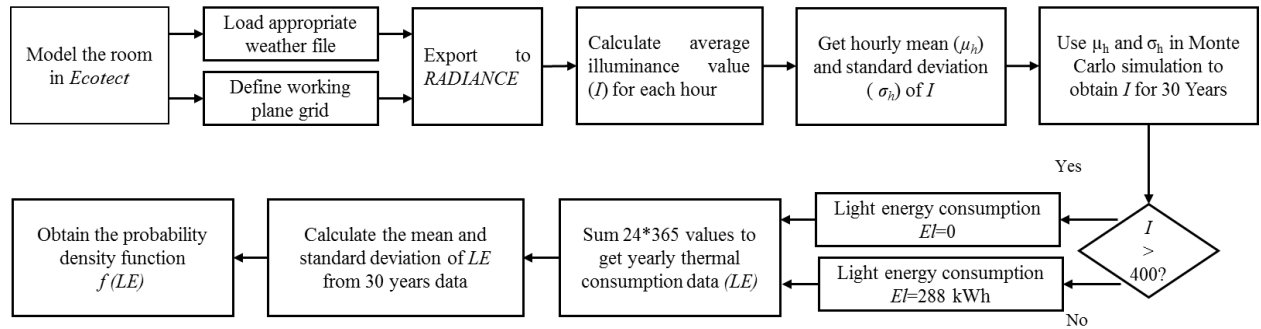 Model the room
in Ecotect
Load appropriate
weather file
Define working
plane grid
Export to
RADIANCE
Calculate average
illuminance value
(I) for each hour
Get hourly mean (μh)
and standard deviation
( σh) of I
Use μh and σh in Monte
Carlo simulation to
obtain I for 30 Years
Yes
I
>
400?
No
Light energy consumption
El=0
Light energy consumption
El=288 kWh
Sum 24*365 values to
get yearly thermal
consumption data (LE)
Calculate the mean and
standard deviation of LE
from 30 years data
Obtain the probability
density function
f (LE)